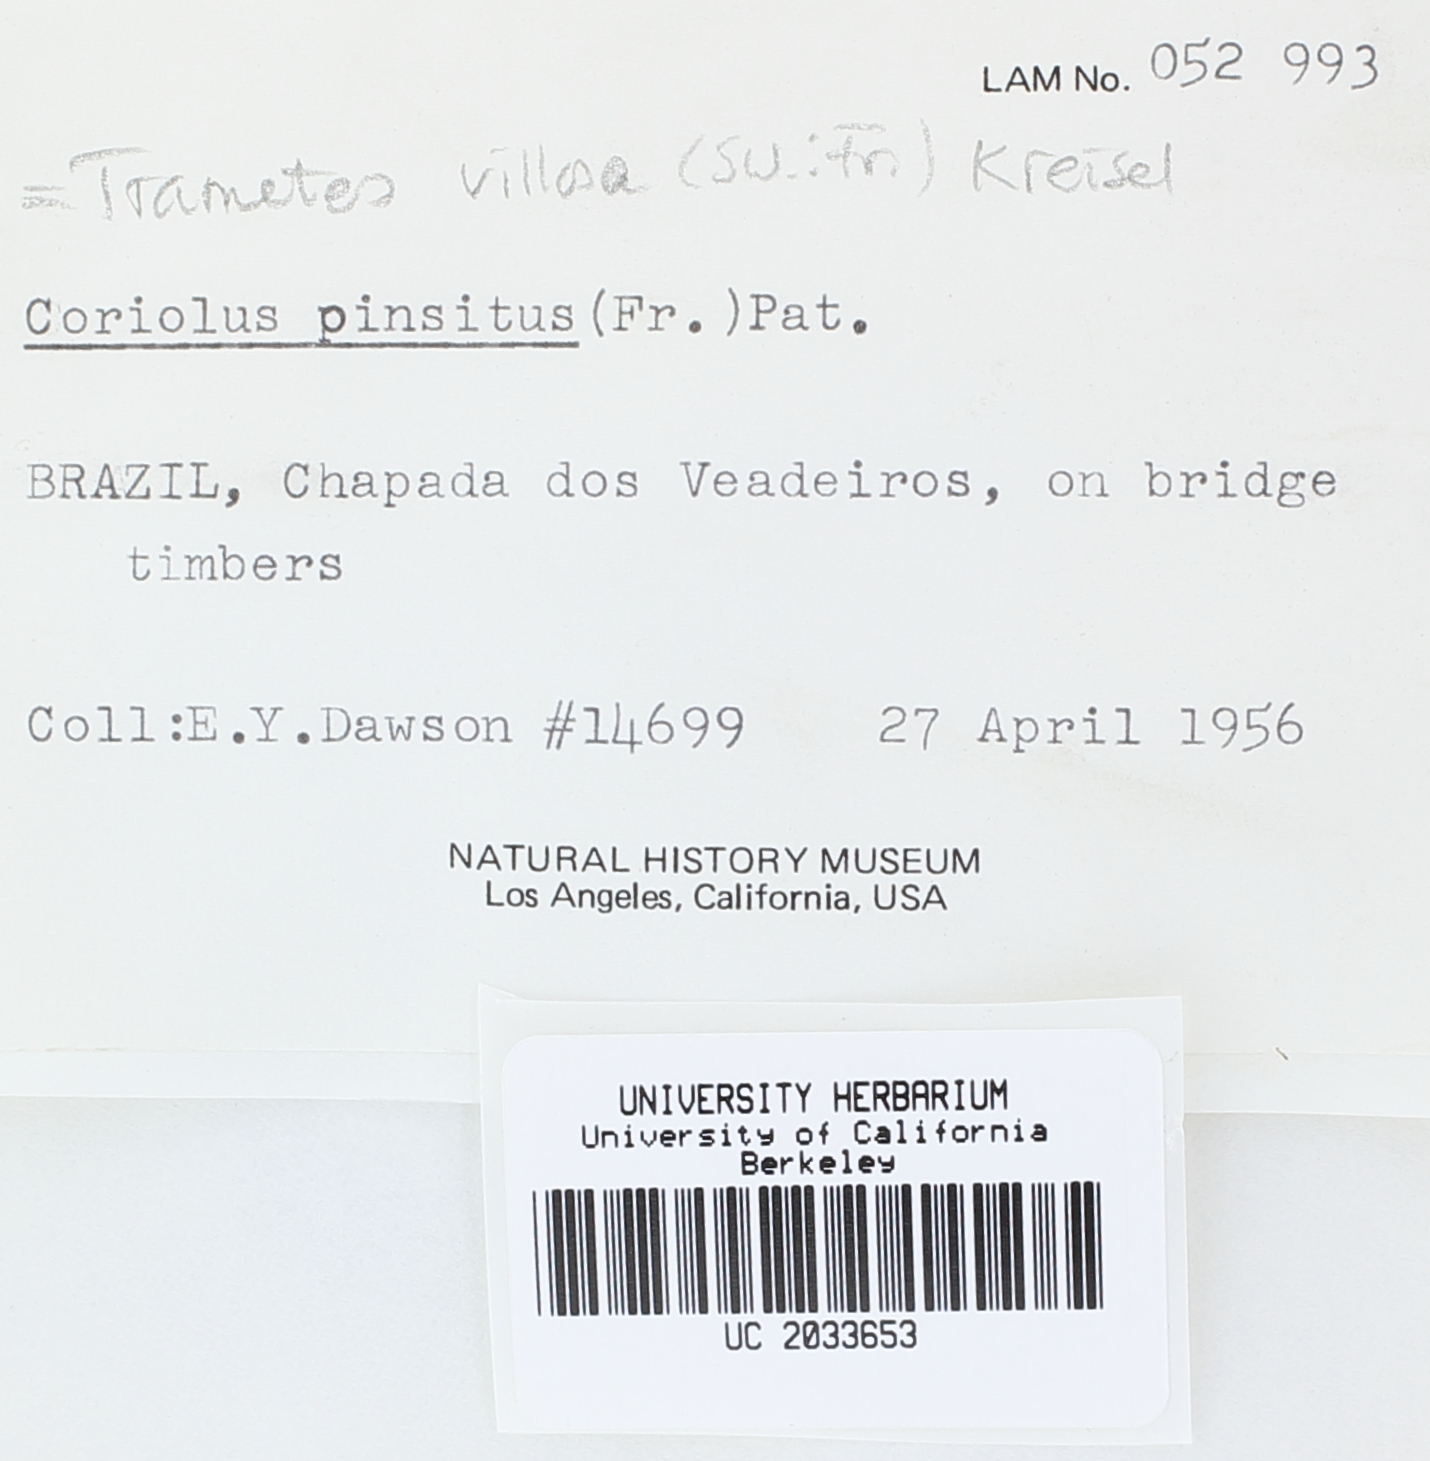 LAM No. 052 993
= Trametes villosa (Sw.:Fr) Kreisel
Coriolus pinsitus(Fr.)Pat.
BRAZIL, Chapada dos Veadeiros, on bridge
timbers
Coll:E.Y.Dawson #14699 27 April 1956
NATURAL HISTORY MUSEUM
Los Angeles, California, USA
UNIVERSITY HERBARIUM
University of California
Berkeley
UC 2033653